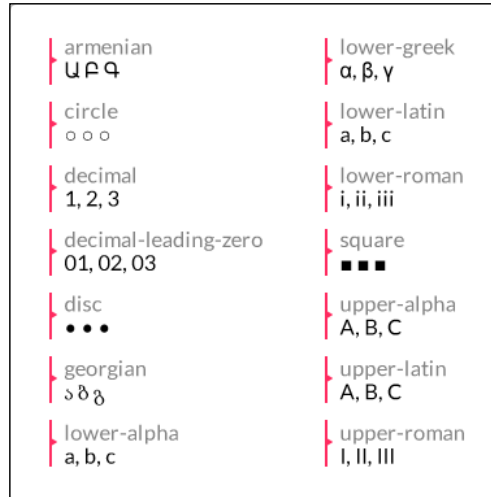 armenian
Ա Բ Գ
circle
○ ○ ○
decimal
1, 2, 3
decimal-leading-zero
01, 02, 03
disc
• • •
georgian
ა ბ გ
lower-alpha
a, b, c
lower-greek
α, β, γ
lower-latin
a, b, c
lower-roman
i, ii, iii
square
■ ■ ■
upper-alpha
A, B, C
upper-latin
A, B, C
upper-roman
I, II, III